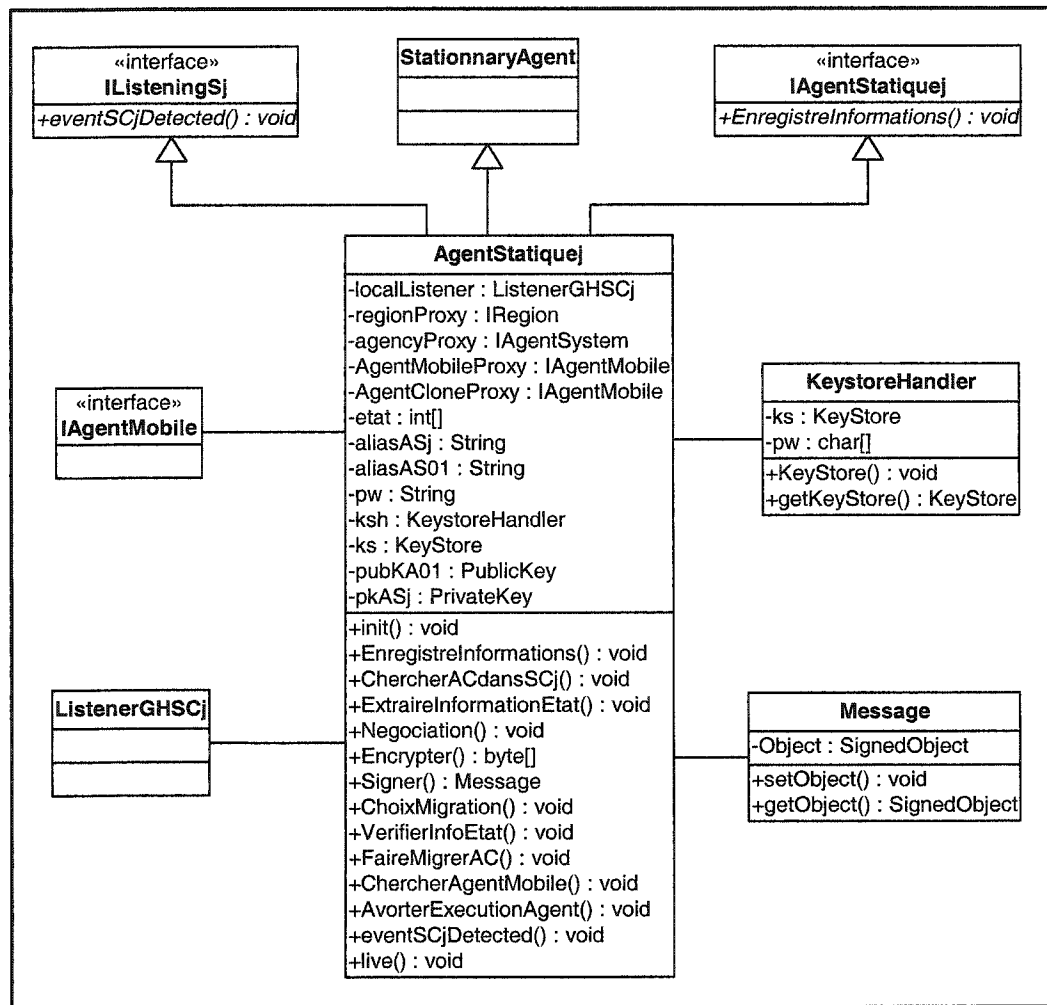 «interface»
IListeningSj
+eventSCjDetected() : void
StationnaryAgent
«interface»
IAgentStatiquej
+EnregistreInformations() : void
AgentStatiquej
-localListener : ListenerGHSCj
-regionProxy : IRegion
-agencyProxy : IAgentSystem
-AgentMobileProxy : IAgentMobile
-AgentCloneProxy : IAgentMobile
-etat : int[]
-aliasASj : String
-aliasAS01 : String
-pw : String
-ksh : KeystoreHandler
-ks : KeyStore
-pubKA01 : PublicKey
-pkASj : PrivateKey
+init() : void
+EnregistreInformations() : void
+ChercherACdansSCj() : void
+ExtraireInformationEtat() : void
+Negociation() : void
+Encrypter() : byte[]
+Signer() : Message
+ChoixMigration() : void
+VerifierInfoEtat() : void
+FaireMigrerAC() : void
+ChercherAgentMobile() : void
+AvorterExecutionAgent() : void
+eventSCjDetected() : void
+live() : void
«interface»
IAgentMobile
KeystoreHandler
-ks : KeyStore
-pw : char[]
+KeyStore() : void
+getKeyStore() : KeyStore
ListenerGHSCj
Message
-Object : SignedObject
+setObject() : void
+getObject() : SignedObject